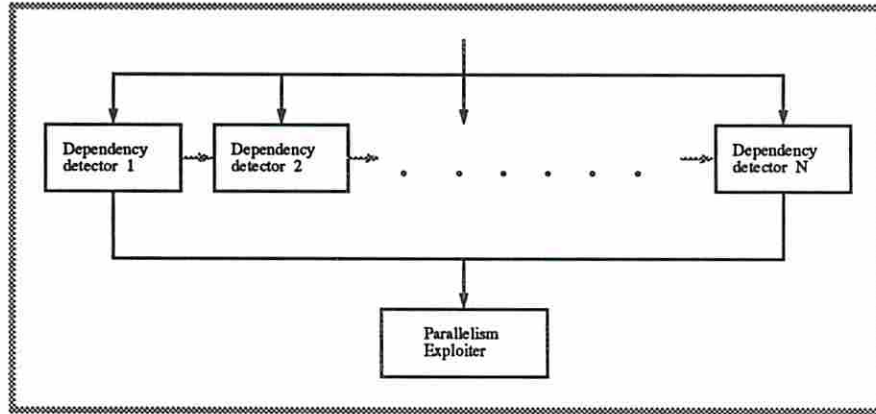 Dependency
detector 1
Dependency
detector 2
Dependency
detector N
Parallelism
Exploiter